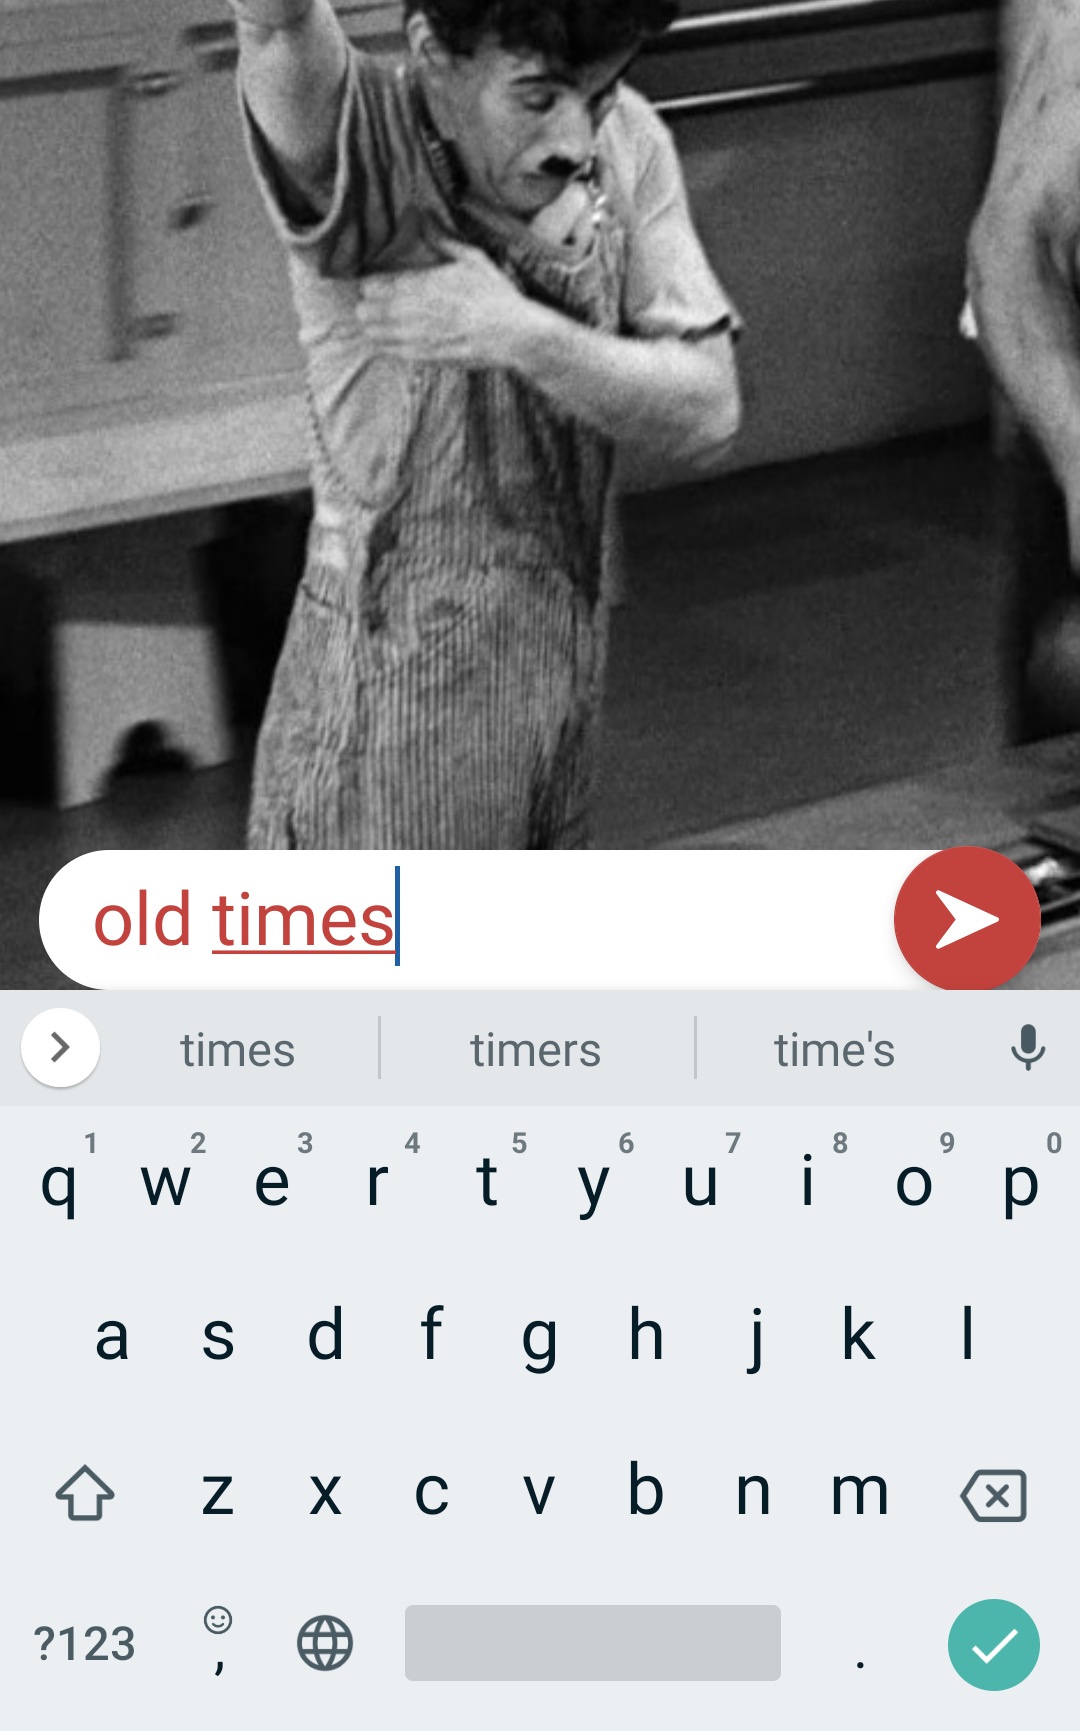 old times
times timers time's
1 2 3 4 5 6 7 8 9 0
q w e r t y u i o p
a s d f g h j k l
z x c v b n m
?123 , .